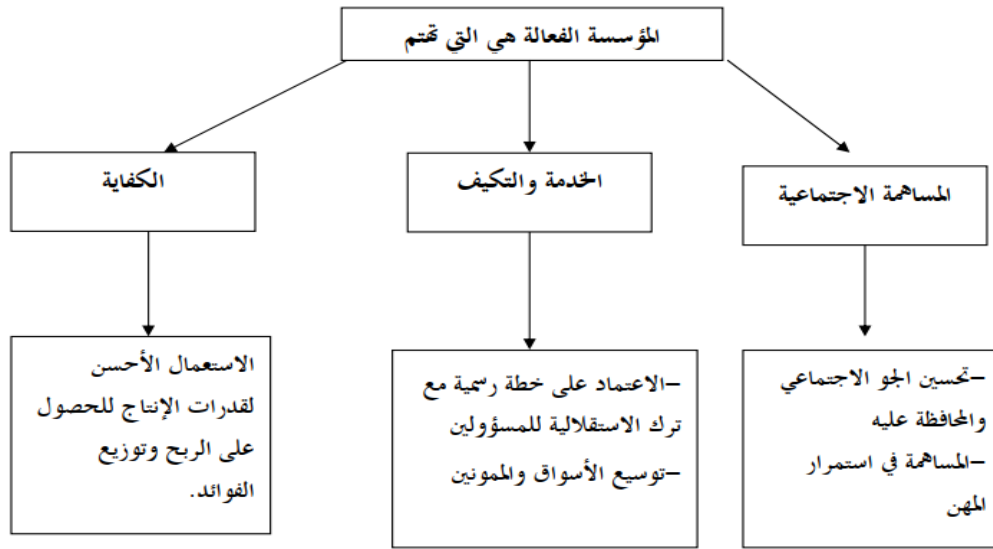 المؤسسة الفعالة هي التي تهتم
المساهمة الاجتماعية
الخدمة والتكيف
الكفاية
–تحسين الجو الاجتماعي
والمحافظة عليه
–المساهمة في استمرار
المهن
–الاعتماد على خطة رسمية مع
ترك الاستقلالية للمسؤولين
–توسيع الأسواق والممونين
الاستعمال الأحسن
لقدرات الإنتاج للحصول
على الربح وتوزيع
الفوائد.